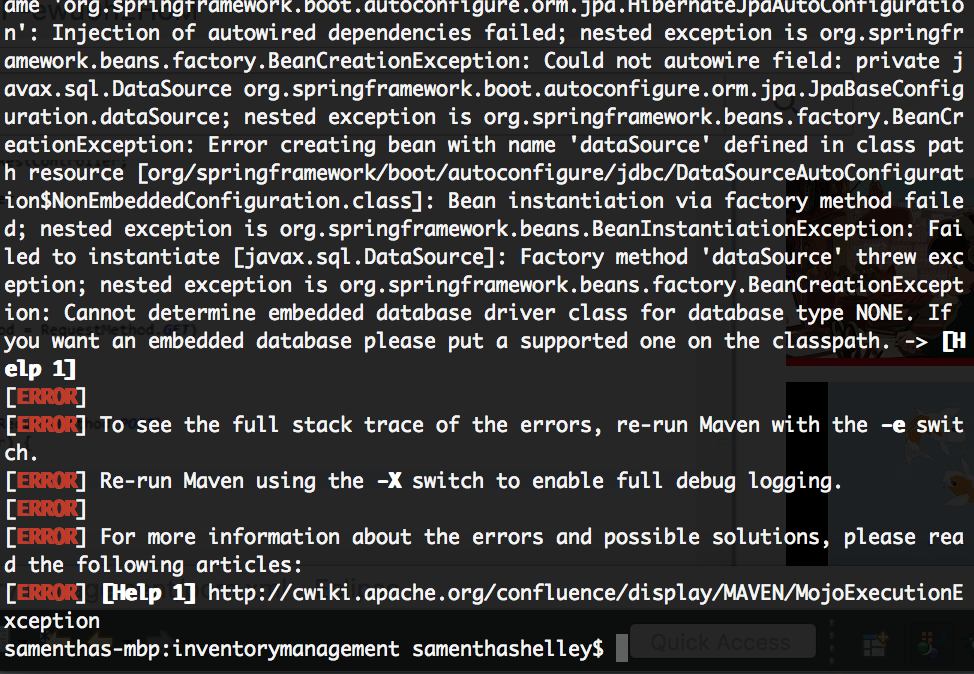 ame 'org.springframework.boot.autoconfigure.orm.jpa.HibernateJpaAutoConfiguratio
n': Injection of autowired dependencies failed; nested exception is org.springfr
amework.beans.factory.BeanCreationException: Could not autowire field: private j
avax.sql.DataSource org.springframework.boot.autoconfigure.orm.jpa.JpaBaseConfig
uration.dataSource; nested exception is org.springframework.beans.factory.BeanCr
eationException: Error creating bean with name 'dataSource' defined in class pat
h resource [org/springframework/boot/autoconfigure/jdbc/DataSourceAutoConfigurat
ion$NonEmbeddedConfiguration.class]: Bean instantiation via factory method faile
d; nested exception is org.springframework.beans.BeanInstantiationException: Fai
led to instantiate [javax.sql.DataSource]: Factory method 'dataSource' threw exc
eption; nested exception is org.springframework.beans.factory.BeanCreationExcept
ion: Cannot determine embedded database driver class for database type NONE. If 
you want an embedded database please put a supported one on the classpath. -> [H
elp 1]
[ERROR]
[ERROR] To see the full stack trace of the errors, re-run Maven with the -e swit
ch.
[ERROR] Re-run Maven using the -X switch to enable full debug logging.
[ERROR]
[ERROR] For more information about the errors and possible solutions, please rea
d the following articles:
[ERROR] [Help 1] http://cwiki.apache.org/confluence/display/MAVEN/MojoExecutionE
xception
samenthas-mbp:inventorymanagement samenthashelley$
Quick Access